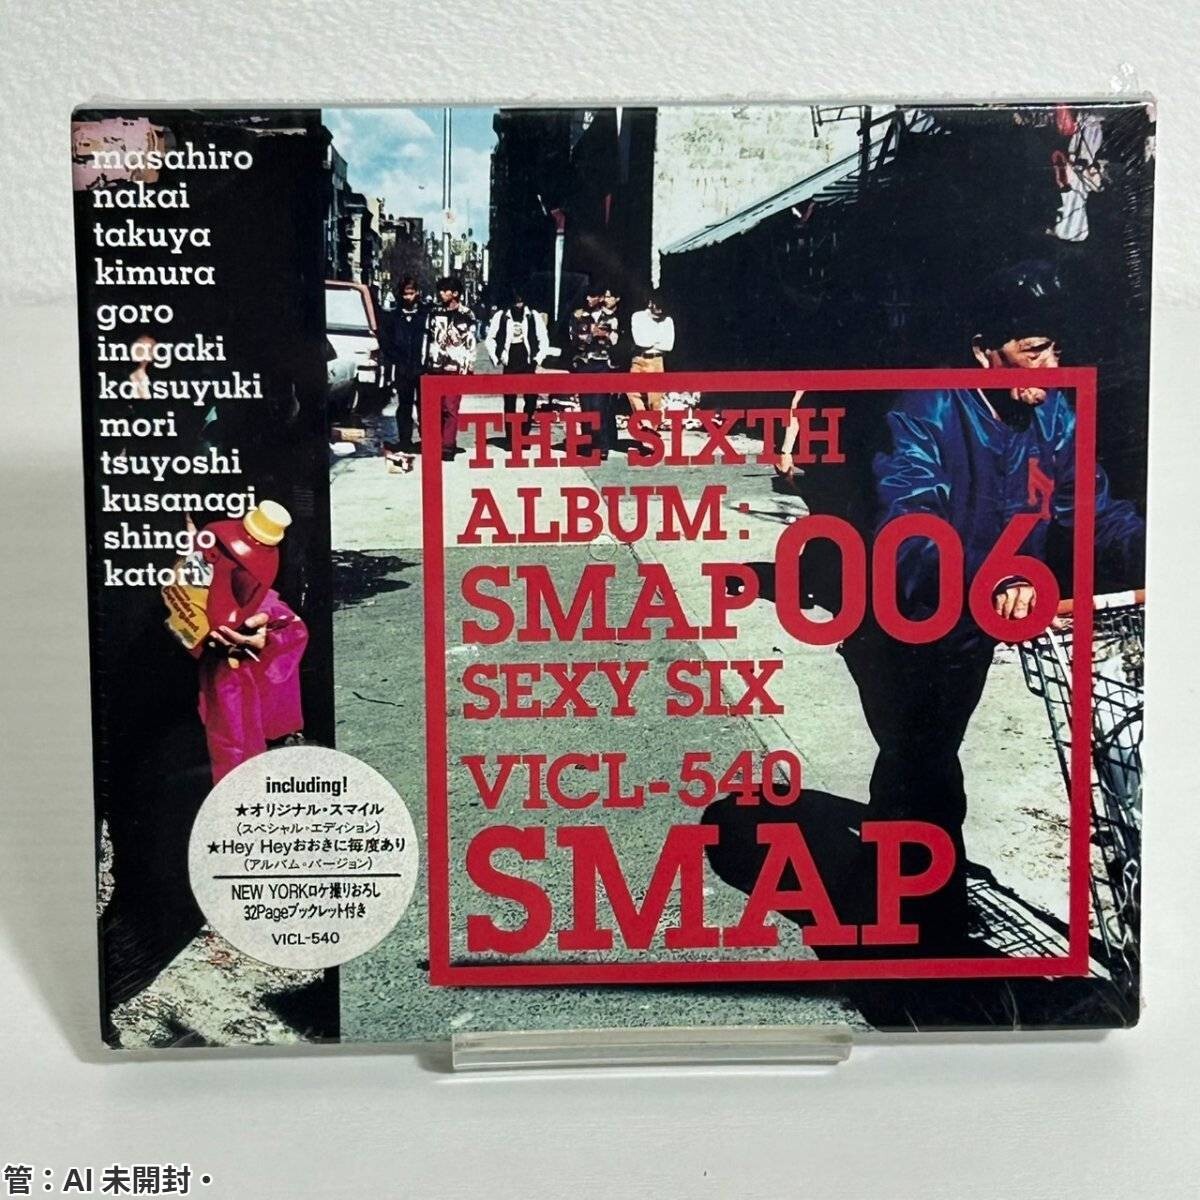 masahiro
nakai
takuya
kimura
goro
inagaki
katsuyuki
mori
tsuyoshi
kusanagi
shingo
katori
THE SIXTH
ALBUM:
SMAP 006
SEXY SIX
VICL-540
SMAP
including!
★オリジナル・スマイル
(スペシャル・エディション)
★Hey Heyおおきに毎度あり
(アルバム・バージョン)
NEW YORKロケ撮りおろし
32Pageブックレット付き
VICL-540
管：AI 未開封・